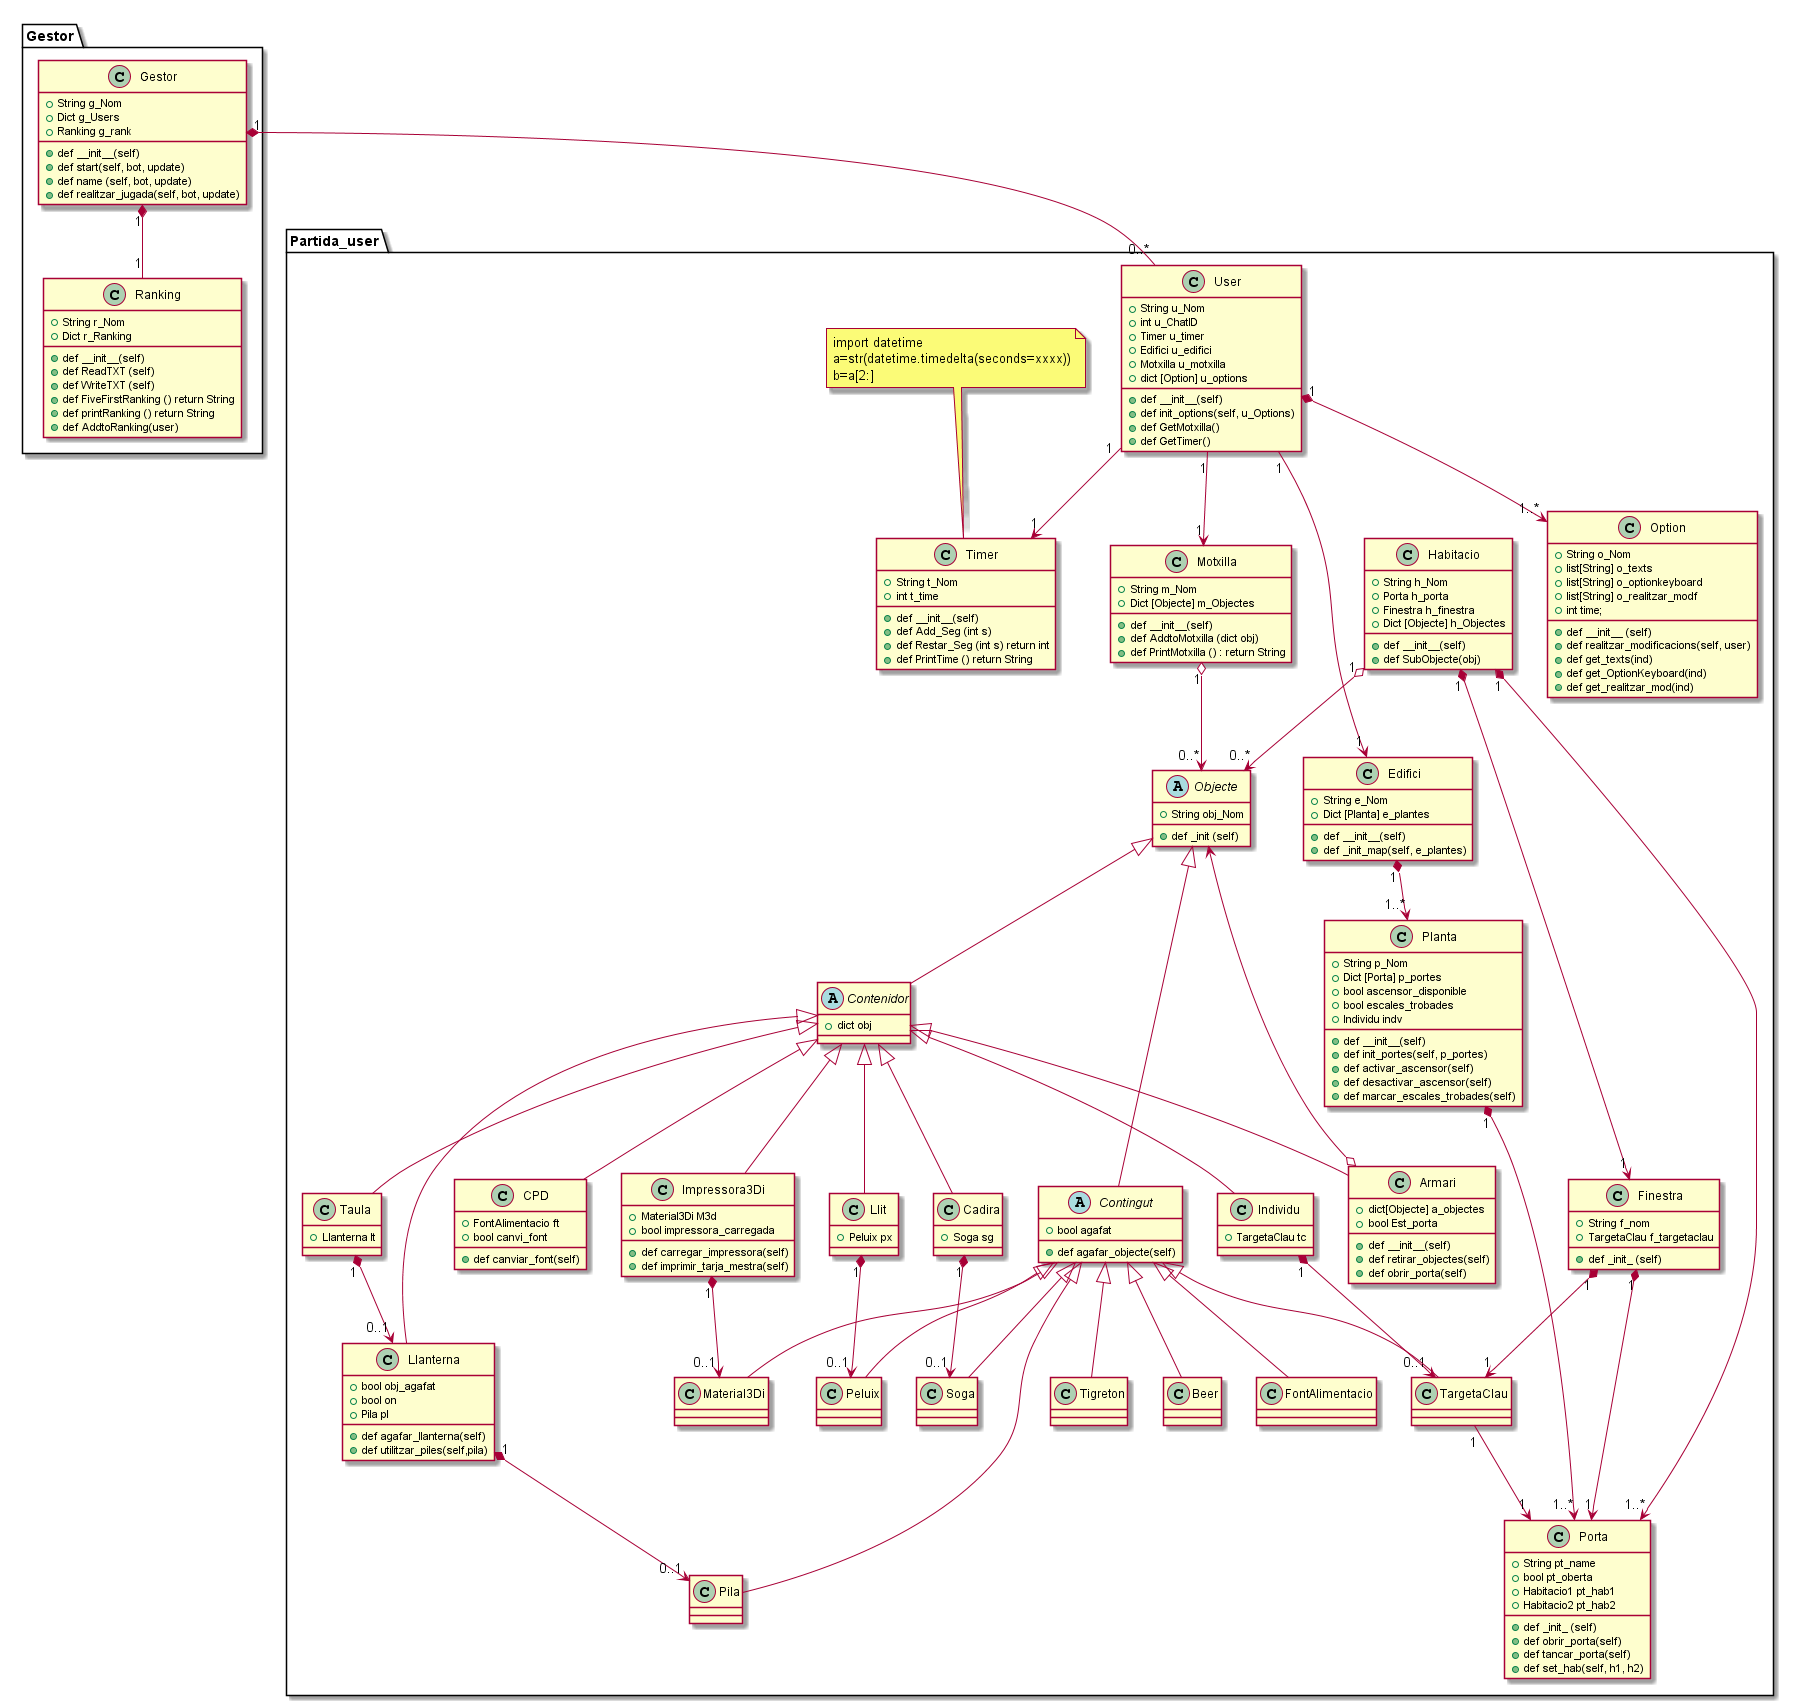 Gestor
C Gestor
String g_Nom
Dict g_Users
Ranking g_rank
def __init__(self)
def start(self, bot, update)
def name (self, bot, update)
def realitzar_jugada(self, bot, update)
1
0..*
1
1
C Ranking
String r_Nom
Dict r_Ranking
def __init__(self)
def ReadTXT (self)
def WriteTXT (self)
def FiveFirstRanking () return String
def printRanking () return String
def AddtoRanking(user)
Partida_user
C User
String u_Nom
int u_ChatID
Timer u_timer
Edifici u_edifici
Motxilla u_motxilla
dict [Option] u_options
def __init__(self)
def init_options(self, u_Options)
def GetMotxilla()
def GetTimer()
import datetime
a=str(datetime.timedelta(seconds=xxxx))
b=a[2:]
1
1
1
1
1
1
1
1..*
C Timer
String t_Nom
int t_time
def __init__(self)
def Add_Seg (int s)
def Restar_Seg (int s) return int
def PrintTime () return String
C Motxilla
String m_Nom
Dict [Objecte] m_Objectes
def __init__(self)
def AddtoMotxilla (dict obj)
def PrintMotxilla () : return String
C Habitacio
String h_Nom
Porta h_porta
Finestra h_finestra
Dict [Objecte] h_Objectes
def __init__(self)
def SubObjecte(obj)
C Option
String o_Nom
list[String] o_texts
list[String] o_optionkeyboard
list[String] o_realitzar_modf
int time;
def __init__ (self)
def realitzar_modificacions(self, user)
def get_texts(ind)
def get_OptionKeyboard(ind)
def get_realitzar_mod(ind)
1
1
1
1
0..*
0..*
A Objecte
String obj_Nom
def _init (self)
C Edifici
String e_Nom
Dict [Planta] e_plantes
def __init__(self)
def _init_map(self, e_plantes)
1
1..*
C Planta
String p_Nom
Dict [Porta] p_portes
bool ascensor_disponible
bool escales_trobades
Individu indv
def __init__(self)
def init_portes(self, p_portes)
def activar_ascensor(self)
def desactivar_ascensor(self)
def marcar_escales_trobades(self)
1
1
A Contenidor
dict obj
C Taula
Llanterna lt
C CPD
FontAlimentacio ft
bool canvi_font
def canviar_font(self)
C Impressora3Di
Material3Di M3d
bool impressora_carregada
def carregar_impressora(self)
def imprimir_tarja_mestra(self)
C Llit
Peluix px
C Cadira
Soga sg
A Contingut
bool agafat
def agafar_objecte(self)
C Individu
TargetaClau tc
C Armari
dict[Objecte] a_objectes
bool Est_porta
def __init__(self)
def retirar_objectes(self)
def obrir_porta(self)
C Finestra
String f_nom
TargetaClau f_targetaclau
def _init_ (self)
1
1
1
1
1
1
1
0..1
0..1
0..1
0..1
0..1
1
C Llanterna
bool obj_agafat
bool on
Pila pl
def agafar_llanterna(self)
def utilitzar_piles(self,pila)
C Material3Di
C Peluix
C Soga
C Tigreton
C Beer
C FontAlimentacio
C TargetaClau
1
0..1
1
1
1..*
1
1..*
C Pila
C Porta
String pt_name
bool pt_oberta
Habitacio1 pt_hab1
Habitacio2 pt_hab2
def _init_ (self)
def obrir_porta(self)
def tancar_porta(self)
def set_hab(self, h1, h2)